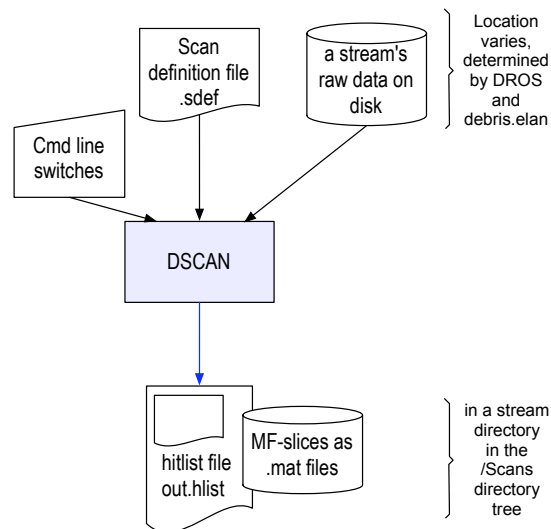 Scan
definition file
.sdef
a stream's
raw data on
disk
Location
varies,
determined
by DROS
and
debris.elan
Cmd line
switches
DSCAN
hitlist file
out.hlist
MF-slices as
.mat files
in a stream
directory
in the
/Scans
directory
tree